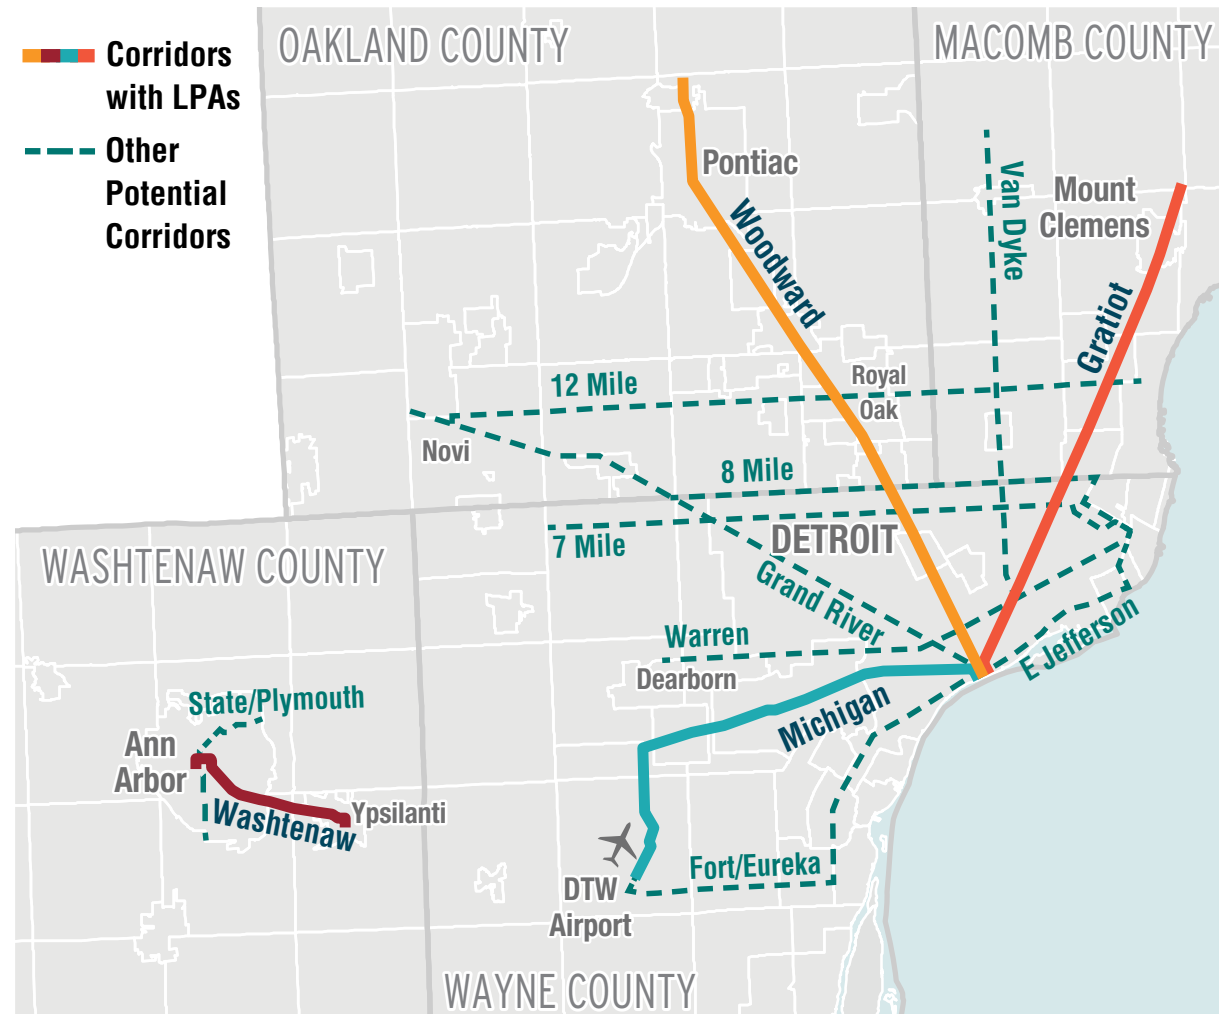 OAKLAND COUNTY
MACOMB COUNTY
Corridors
with LPAs
Other
Potential
Corridors
Pontiac
Van Dyke
Mount
Clemens
Woodward
Gratiot
12 Mile
Royal
Oak
Novi
8 Mile
7 Mile
DETROIT
WASHTENAW COUNTY
Grand River
Warren
E Jefferson
Dearborn
State/Plymouth
Michigan
Ann
Arbor
Washtenaw
Ypsilanti
Fort/Eureka
DTW
Airport
WAYNE COUNTY